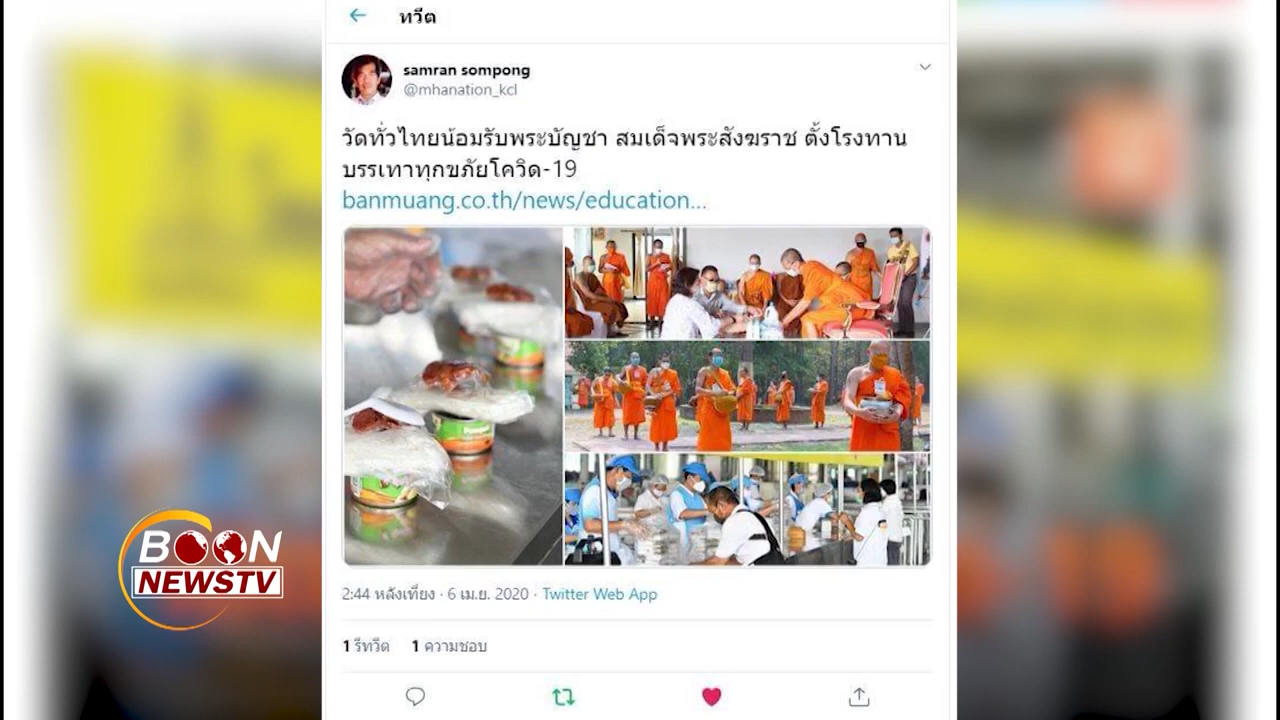 ทวีต
samran sompong
@mhanation_kcl
วัดทั่วไทยน้อมรับพระบัญชา สมเด็จพระสังฆราช ตั้งโรงทาน
บรรเทาทุกขภัยโควิด-19
banmuang.co.th/news/education...
2:44 หลังเที่ยง · 6 เม.ย. 2020 · Twitter Web App
1 รีทวีต 1 ความชอบ
BOON
NEWSTV